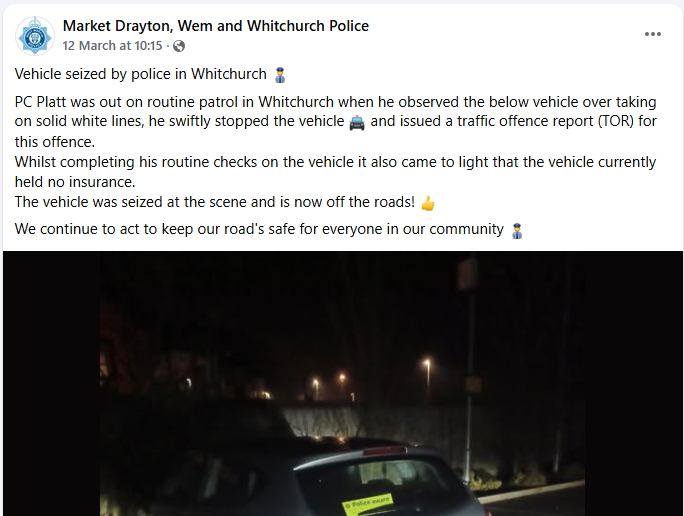 Market Drayton, Wem and Whitchurch Police
12 March at 10:15 ·
Vehicle seized by police in Whitchurch
PC Platt was out on routine patrol in Whitchurch when he observed the below vehicle over taking
on solid white lines, he swiftly stopped the vehicle 🚔 and issued a traffic offence report (TOR) for
this offence.
Whilst completing his routine checks on the vehicle it also came to light that the vehicle currently
held no insurance.
The vehicle was seized at the scene and is now off the roads! 👍
We continue to act to keep our road's safe for everyone in our community
Police aware